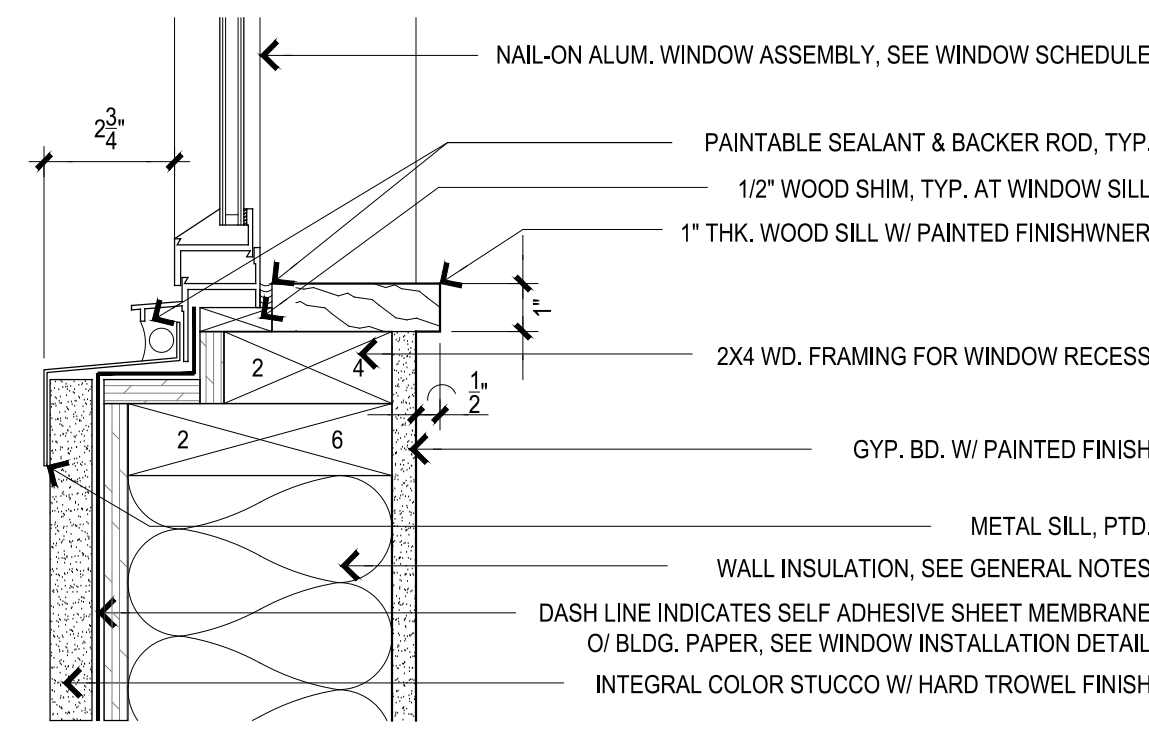 NAIL-ON ALUM. WINDOW ASSEMBLY, SEE WINDOW SCHEDULE
2 3/4"
PAINTABLE SEALANT & BACKER ROD, TYP.
1/2" WOOD SHIM, TYP. AT WINDOW SILL
1" THK. WOOD SILL W/ PAINTED FINISHWNER
1"
2X4 WD. FRAMING FOR WINDOW RECESS
2 4
1/2"
2 6
GYP. BD. W/ PAINTED FINISH
METAL SILL, PTD.
WALL INSULATION, SEE GENERAL NOTES
DASH LINE INDICATES SELF ADHESIVE SHEET MEMBRANE
O/ BLDG. PAPER, SEE WINDOW INSTALLATION DETAIL
INTEGRAL COLOR STUCCO W/ HARD TROWEL FINISH